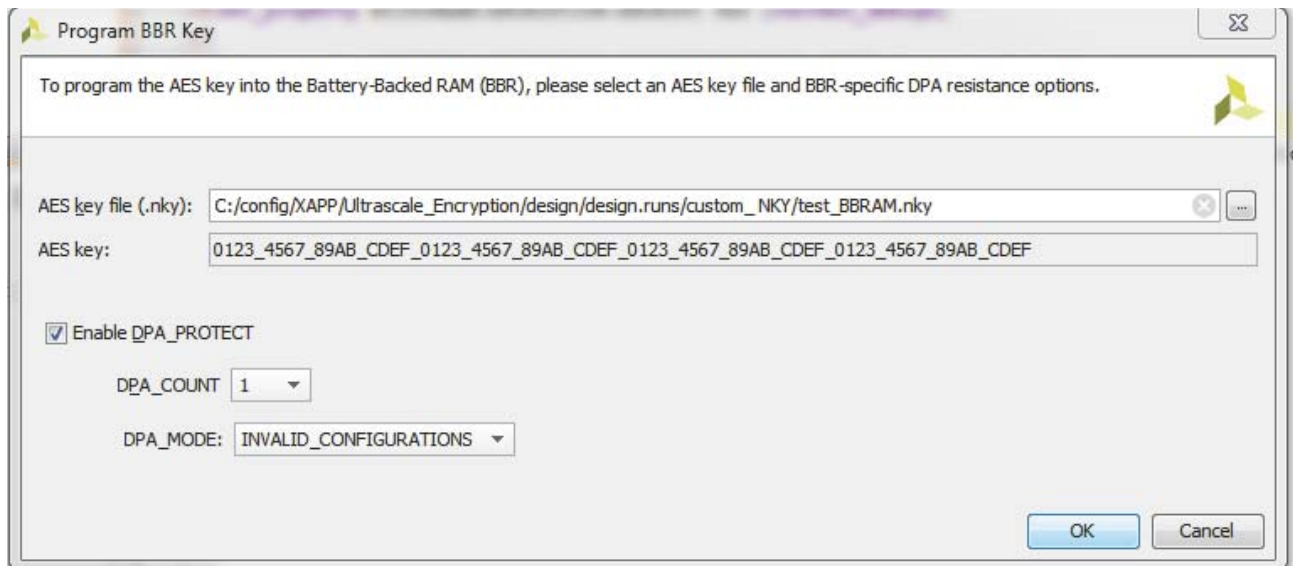 Program BBR Key
To program the AES key into the Battery-Backed RAM (BBR), please select an AES key file and BBR-specific DPA resistance options.
AES key file (.nky): C:/config/XAPP/Ultrascale_Encryption/design/design.runs/custom_ NKY/test_BBRAM.nky ...
AES key: 0123_4567_89AB_CDEF_0123_4567_89AB_CDEF_0123_4567_89AB_CDEF_0123_4567_89AB_CDEF
Enable DPA_PROTECT
DPA_COUNT 1
DPA_MODE: INVALID_CONFIGURATIONS
OK Cancel